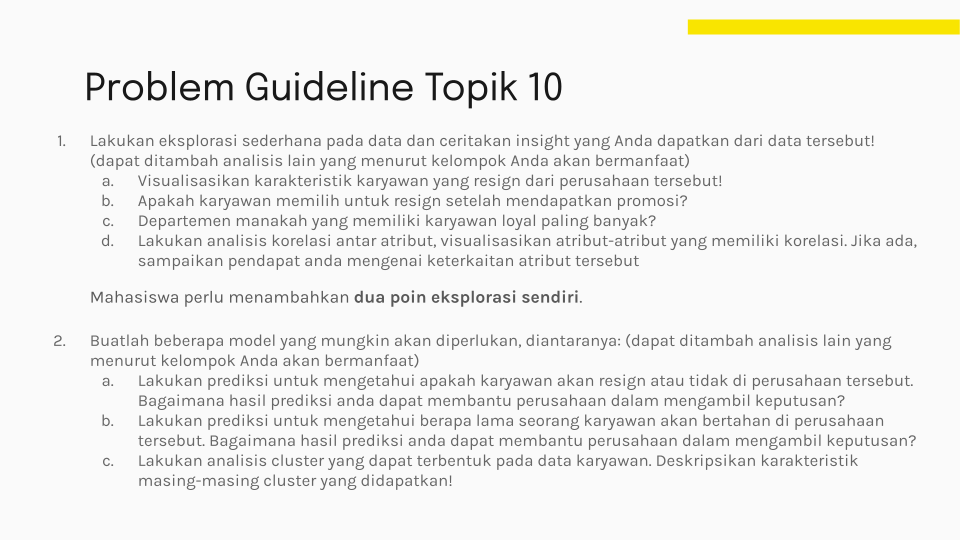 Problem Guideline Topik 10
1. Lakukan eksplorasi sederhana pada data dan ceritakan insight yang Anda dapatkan dari data tersebut!
(dapat ditambah analisis lain yang menurut kelompok Anda akan bermanfaat)
a. Visualisasikan karakteristik karyawan yang resign dari perusahaan tersebut!
b. Apakah karyawan memilih untuk resign setelah mendapatkan promosi?
c. Departemen manakah yang memiliki karyawan loyal paling banyak?
d. Lakukan analisis korelasi antar atribut, visualisasikan atribut-atribut yang memiliki korelasi. Jika ada,
sampaikan pendapat anda mengenai keterkaitan atribut tersebut
Mahasiswa perlu menambahkan dua poin eksplorasi sendiri.
2. Buatlah beberapa model yang mungkin akan diperlukan, diantaranya: (dapat ditambah analisis lain yang
menurut kelompok Anda akan bermanfaat)
a. Lakukan prediksi untuk mengetahui apakah karyawan akan resign atau tidak di perusahaan tersebut.
Bagaimana hasil prediksi anda dapat membantu perusahaan dalam mengambil keputusan?
b. Lakukan prediksi untuk mengetahui berapa lama seorang karyawan akan bertahan di perusahaan
tersebut. Bagaimana hasil prediksi anda dapat membantu perusahaan dalam mengambil keputusan?
c. Lakukan analisis cluster yang dapat terbentuk pada data karyawan. Deskripsikan karakteristik
masing-masing cluster yang didapatkan!